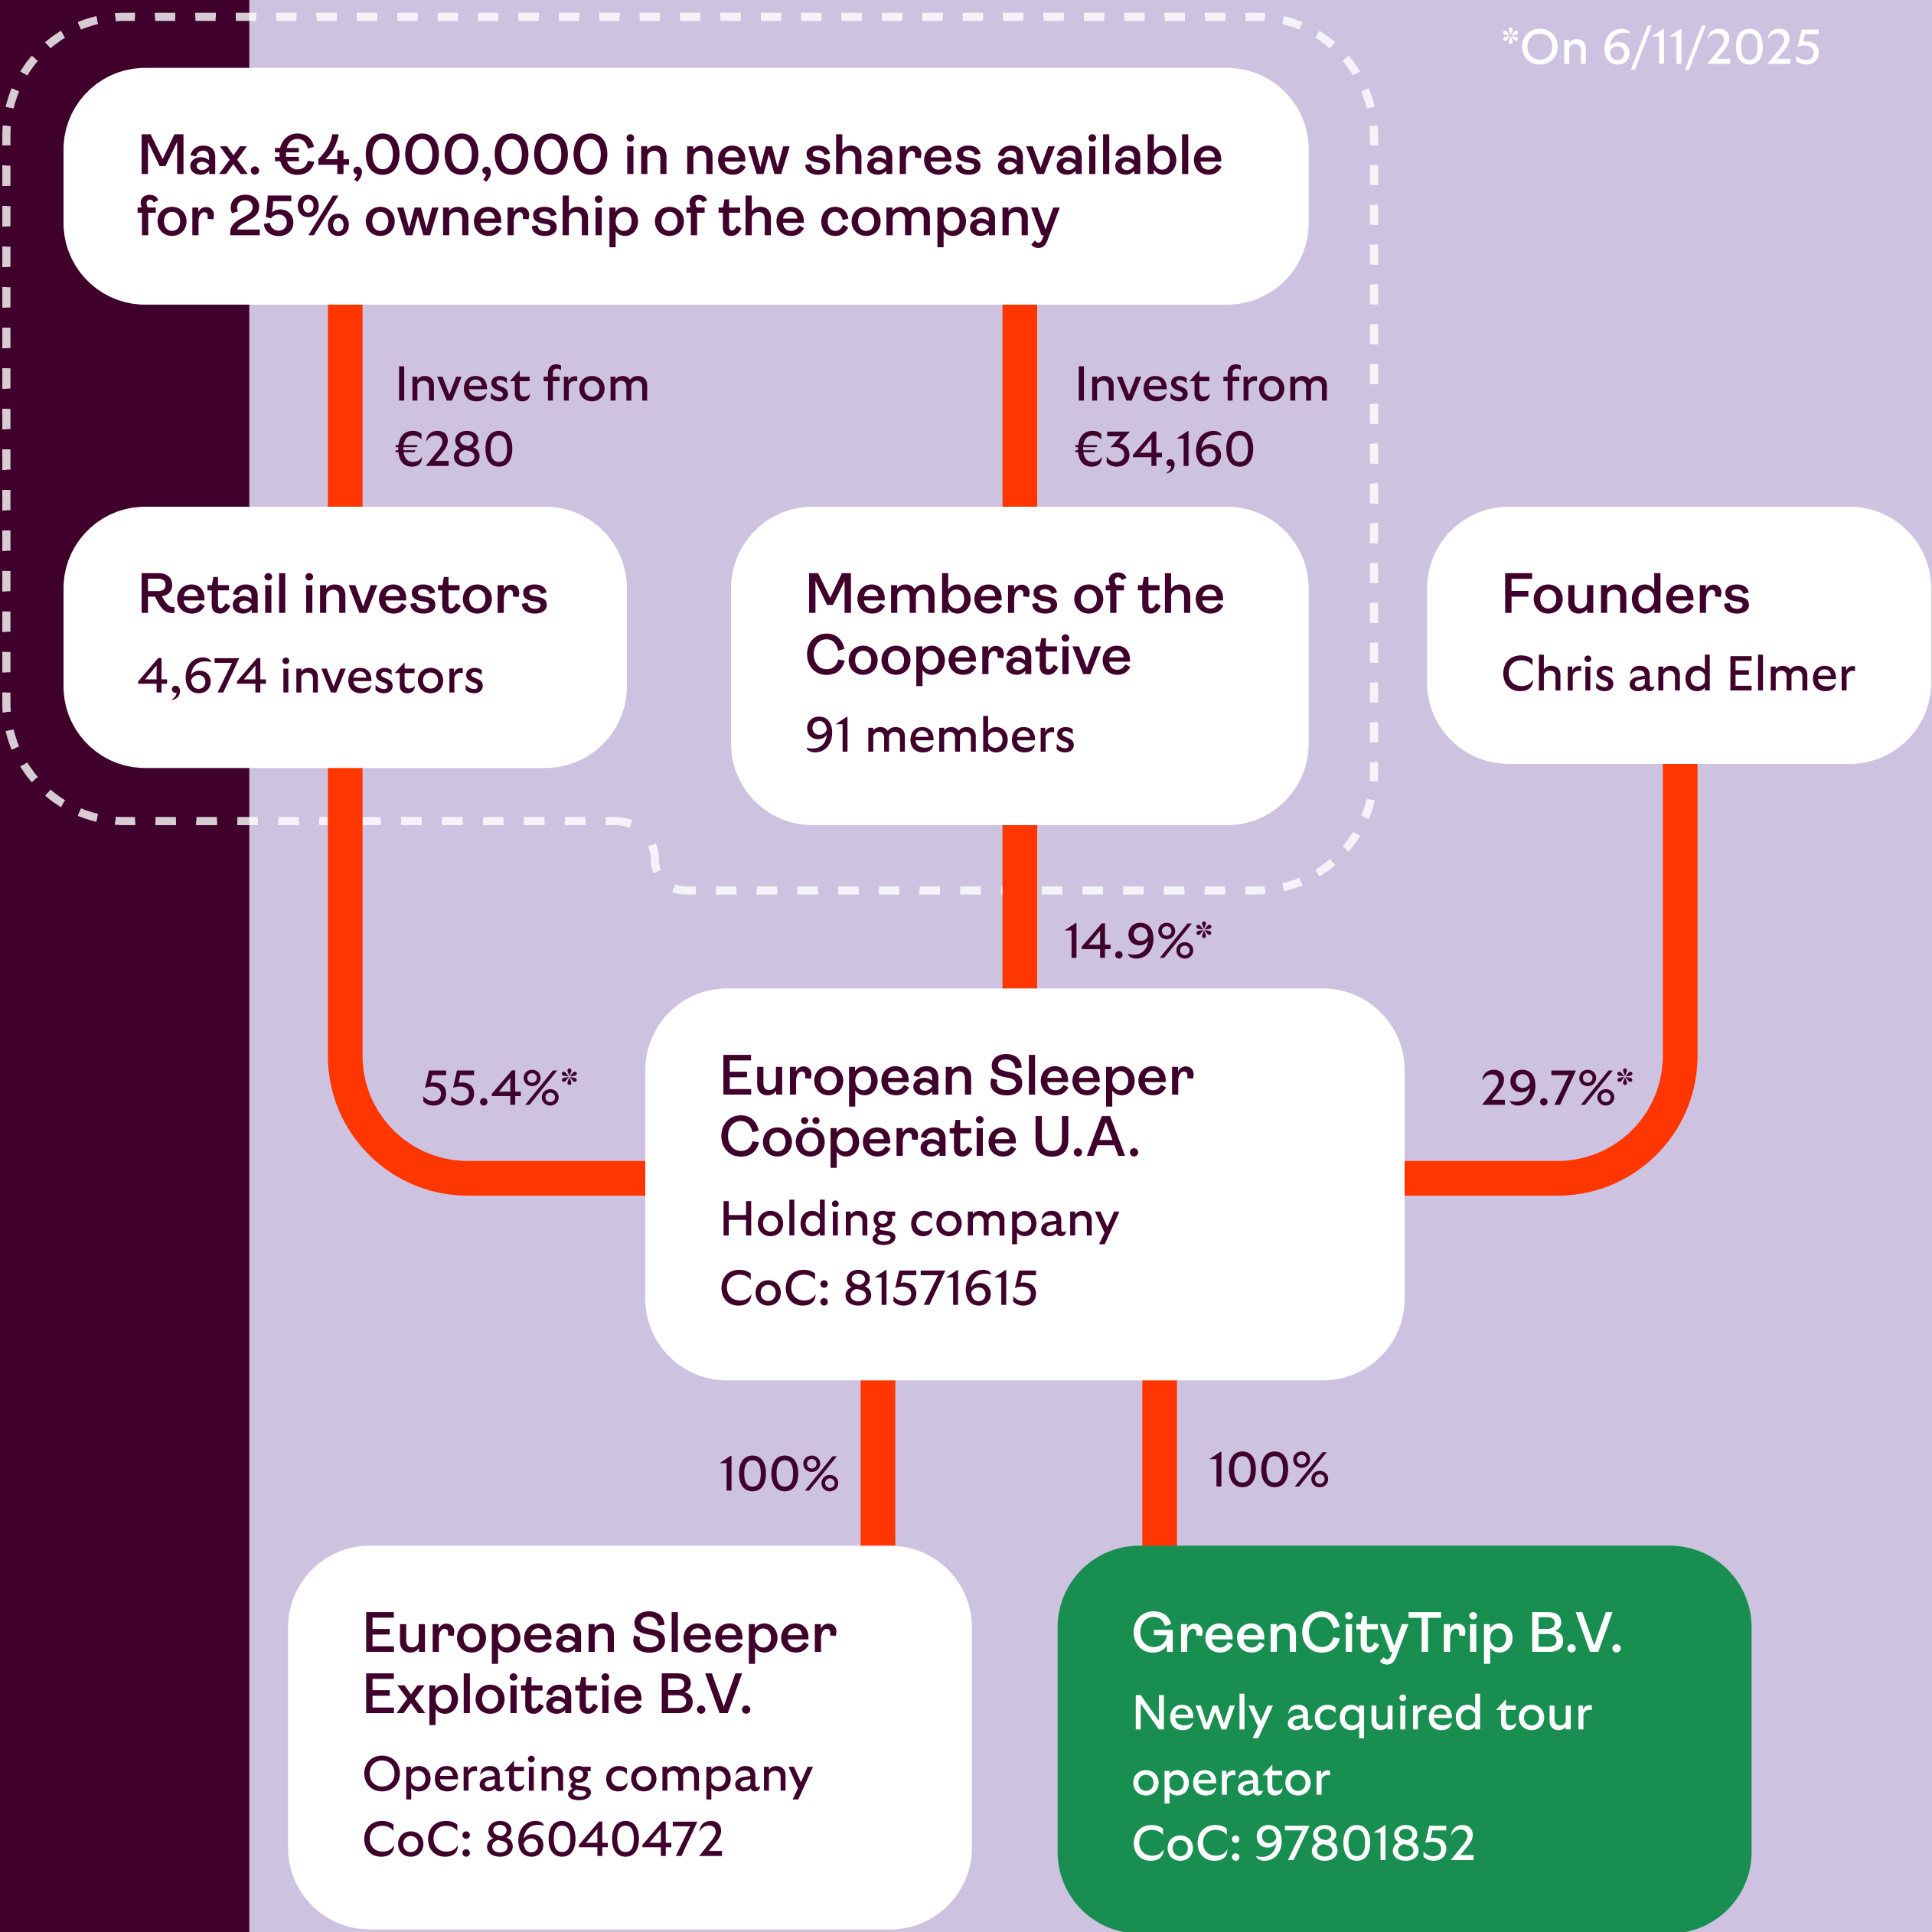 *On 6/11/2025
Max. €4,000,000 in new shares available
for 25% ownership of the company
Invest from
€280
Invest from
€34,160
Retail investors
4,674 investors
Members of the
Cooperative
91 members
Founders
Chris and Elmer
14.9%*
55.4%*
29.7%*
European Sleeper
Coöperatie U.A.
Holding company
CoC: 81571615
100%
100%
European Sleeper
Exploitatie B.V.
Operating company
CoC: 86040472
GreenCityTrip B.V.
Newly acquired tour
operator
CoC: 97801852